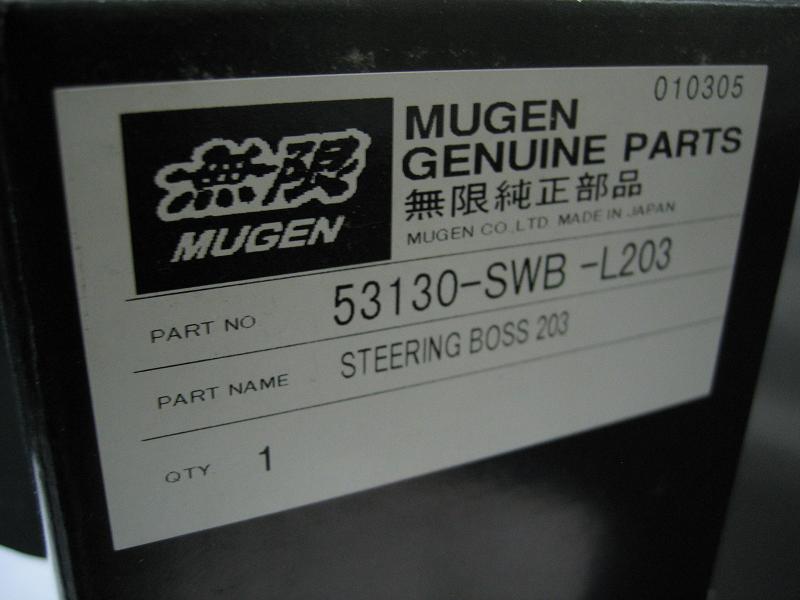 010305
無限
MUGEN
MUGEN
GENUINE PARTS
無限純正部品
MUGEN CO.,LTD. MADE IN JAPAN
PART NO 53130-SWB -L203
PART NAME STEERING BOSS 203
QTY 1